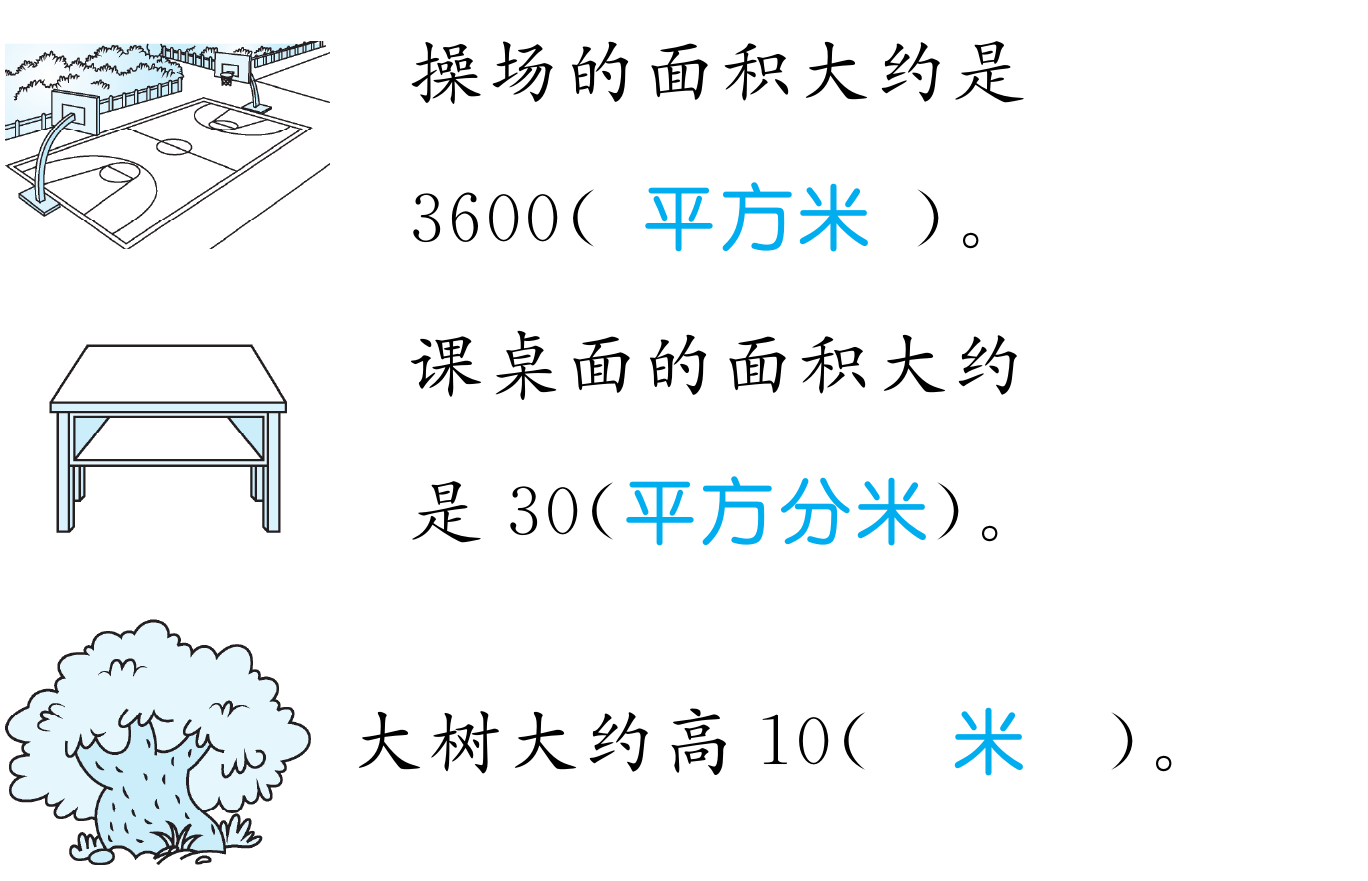 操场的面积大约是
3600( 平方米 )。
课桌面的面积大约
是 30(平方分米)。
大树大约高 10( 米 )。